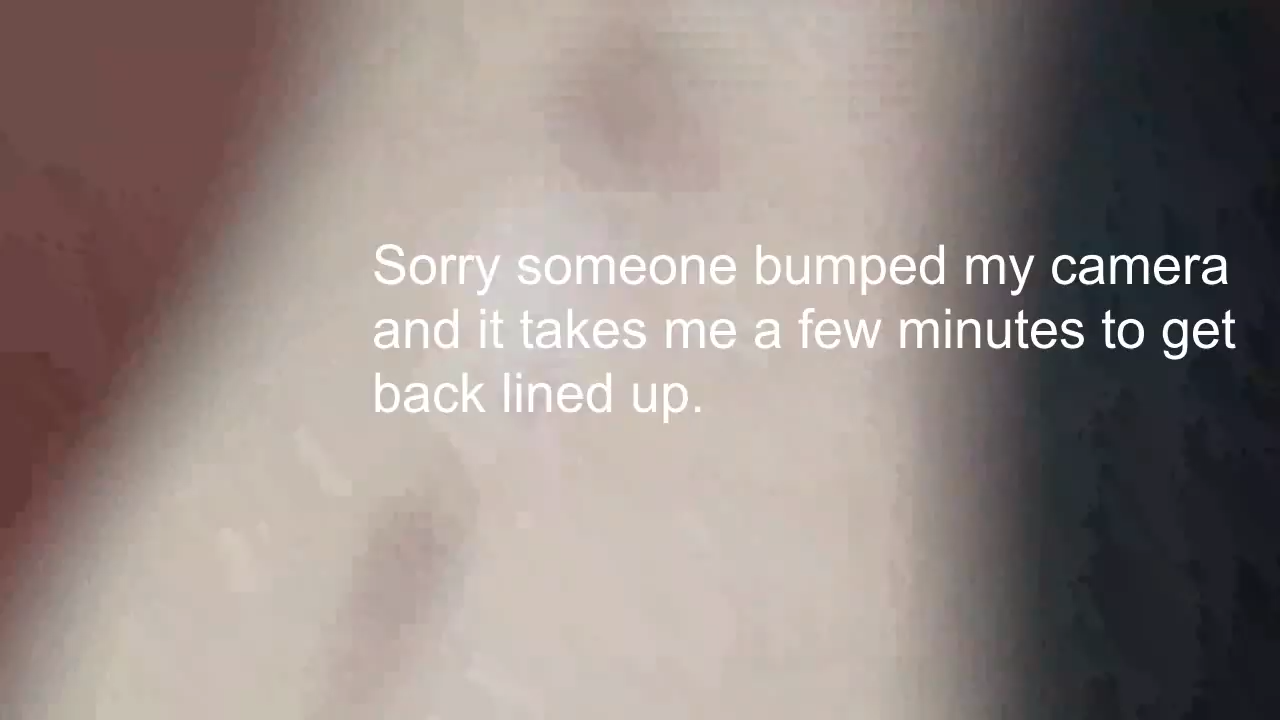 Sorry someone bumped my camera
and it takes me a few minutes to get
back lined up.